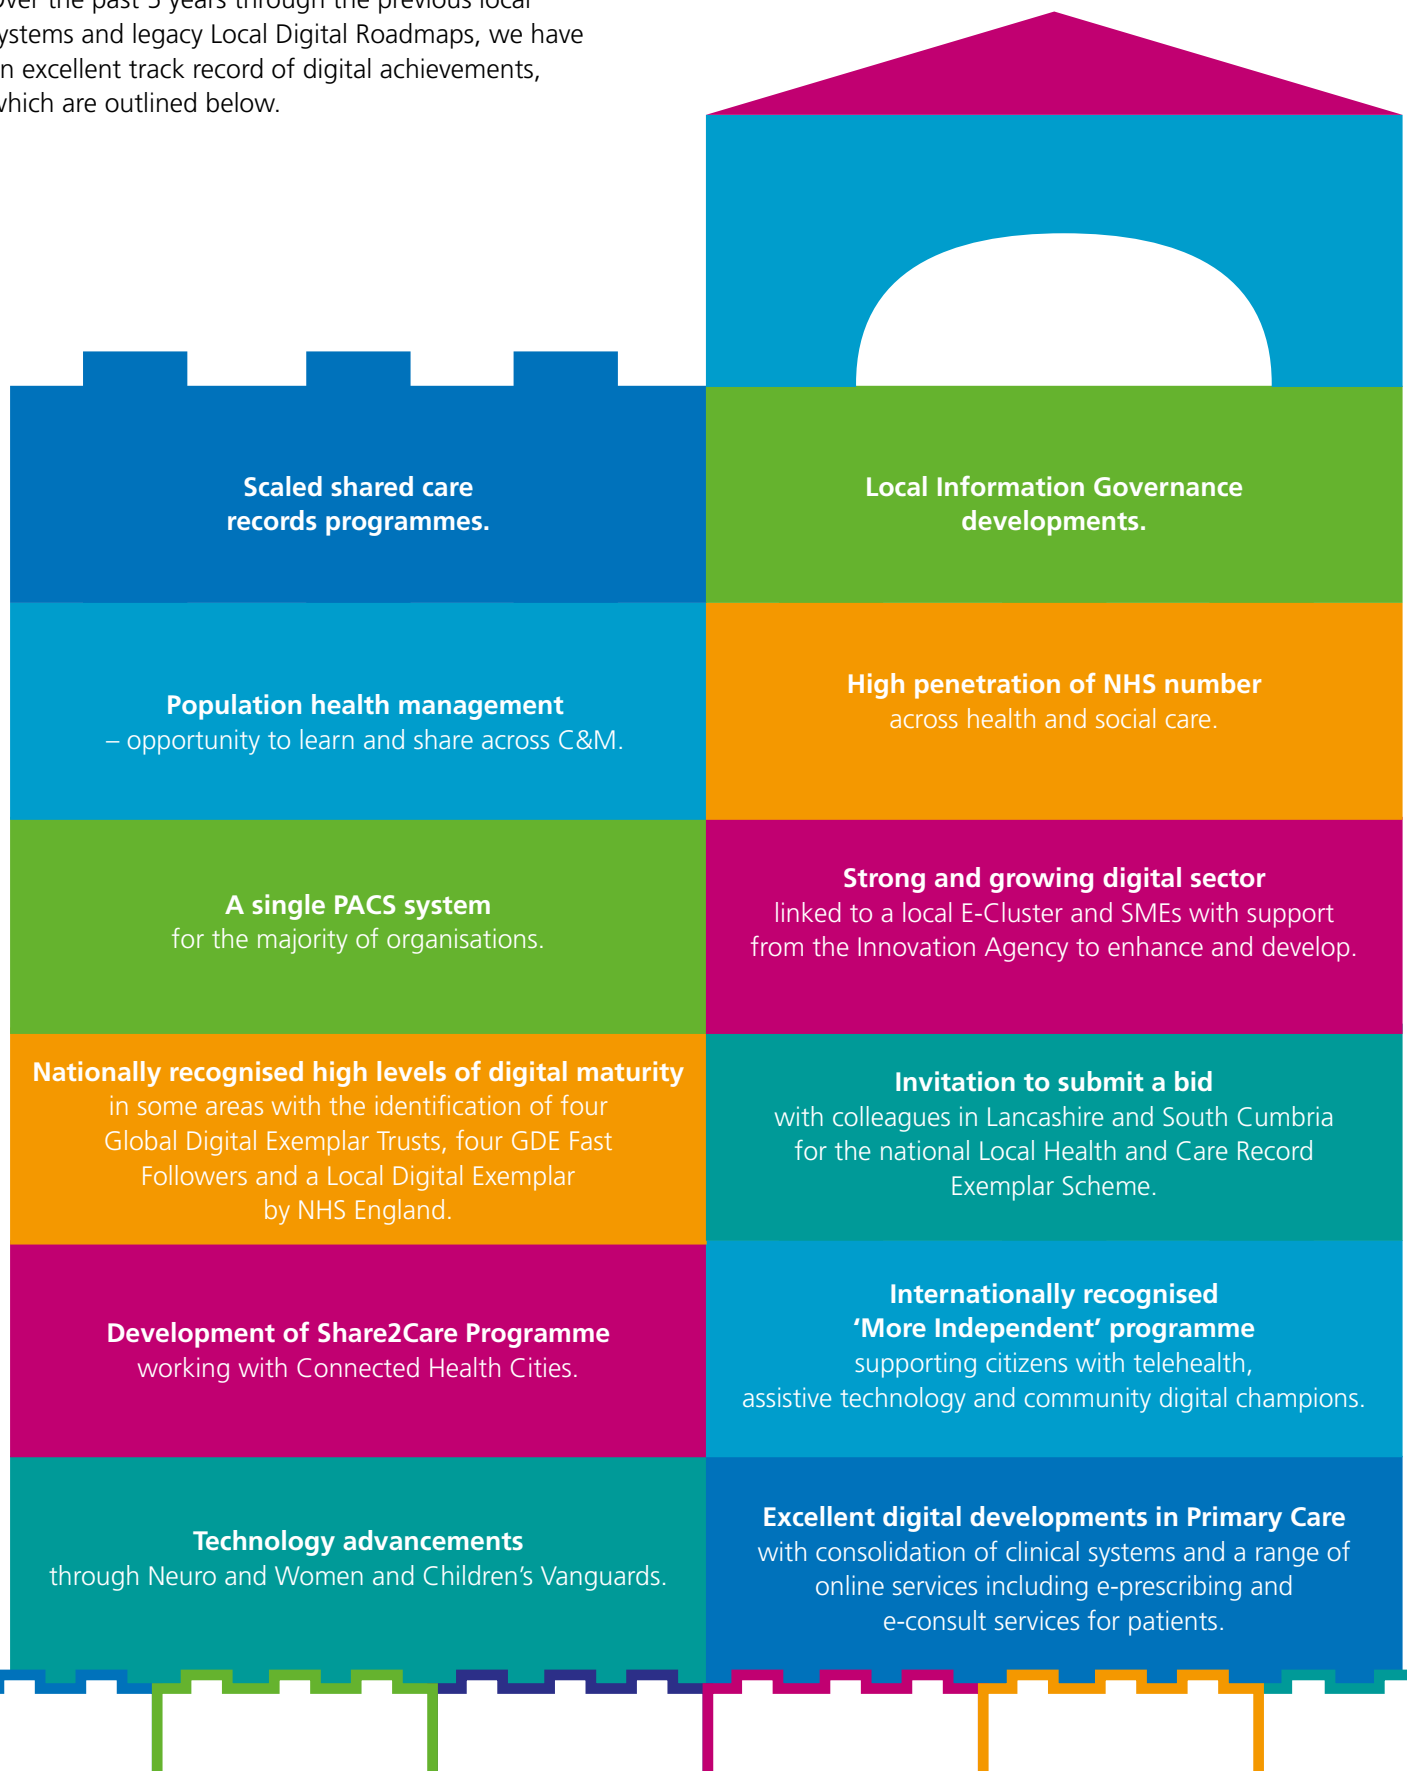 over the past 5 years through the previous local
systems and legacy Local Digital Roadmaps, we have
an excellent track record of digital achievements,
which are outlined below.
Scaled shared care
records programmes.
Population health management
– opportunity to learn and share across C&M.
A single PACS system
for the majority of organisations.
Nationally recognised high levels of digital maturity
in some areas with the identification of four
Global Digital Exemplar Trusts, four GDE Fast
Followers and a Local Digital Exemplar
by NHS England.
Development of Share2Care Programme
working with Connected Health Cities.
Technology advancements
through Neuro and Women and Children’s Vanguards.
Local Information Governance
developments.
High penetration of NHS number
across health and social care.
Strong and growing digital sector
linked to a local E-Cluster and SMEs with support
from the Innovation Agency to enhance and develop.
Invitation to submit a bid
with colleagues in Lancashire and South Cumbria
for the national Local Health and Care Record
Exemplar Scheme.
Internationally recognised
‘More Independent’ programme
supporting citizens with telehealth,
assistive technology and community digital champions.
Excellent digital developments in Primary Care
with consolidation of clinical systems and a range of
online services including e-prescribing and
e-consult services for patients.